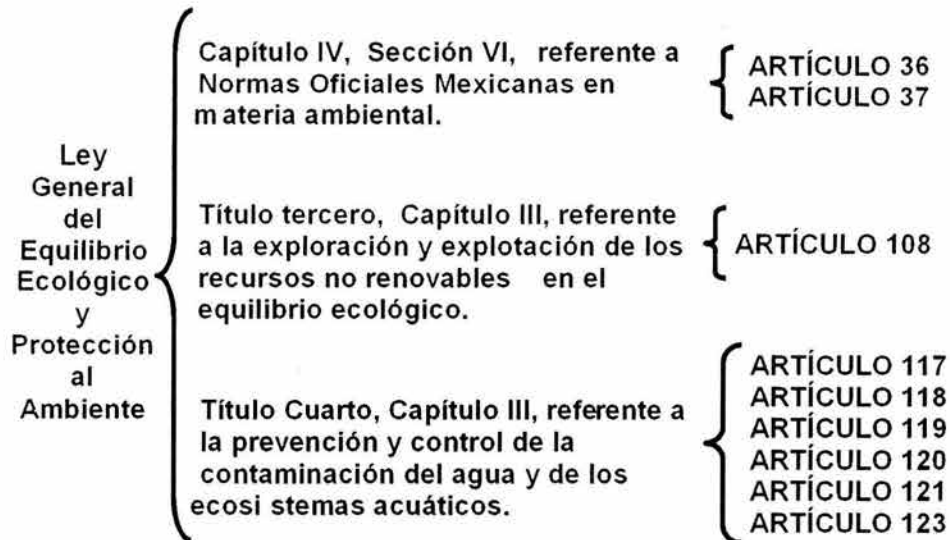 Ley
General
del
Equilibrio
Ecológico
y
Protección
al
Ambiente
Capítulo IV, Sección VI, referente a
Normas Oficiales Mexicanas en
materia ambiental.
ARTÍCULO 36
ARTÍCULO 37
Título tercero, Capítulo III, referente
a la exploración y explotación de los
recursos no renovables en el
equilibrio ecológico.
ARTÍCULO 108
Título Cuarto, Capítulo III, referente a
la prevención y control de la
contaminación del agua y de los
ecosi stemas acuáticos.
ARTÍCULO 117
ARTÍCULO 118
ARTÍCULO 119
ARTÍCULO 120
ARTÍCULO 121
ARTÍCULO 123